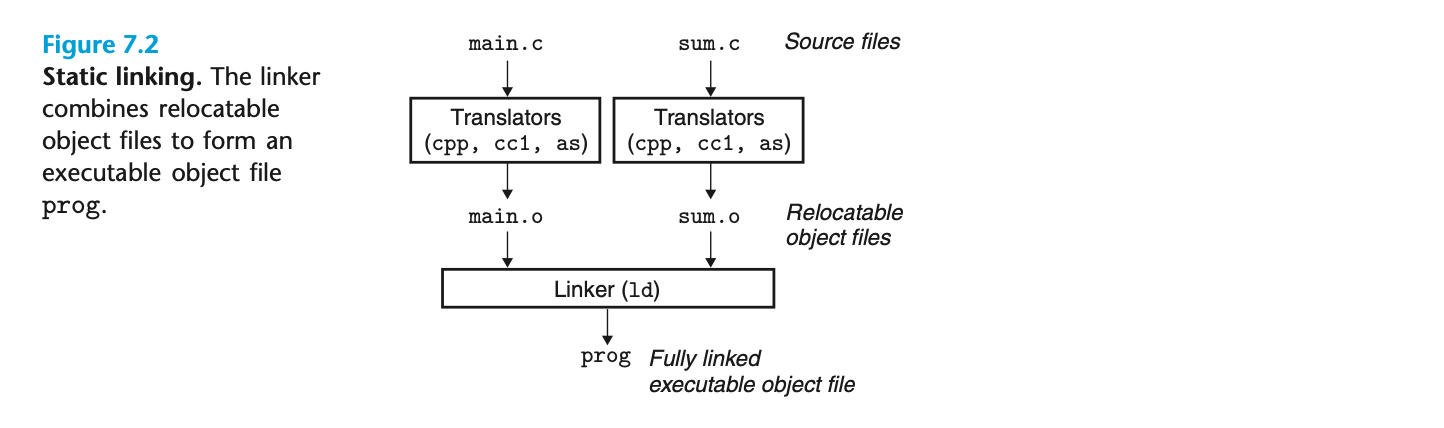 Figure 7.2
Static linking. The linker
combines relocatable
object files to form an
executable object file
prog.
main.c
sum.c
Source files
Translators
(cpp, cc1, as)
Translators
(cpp, cc1, as)
main.o
sum.o
Relocatable
object files
Linker (ld)
prog
Fully linked
executable object file